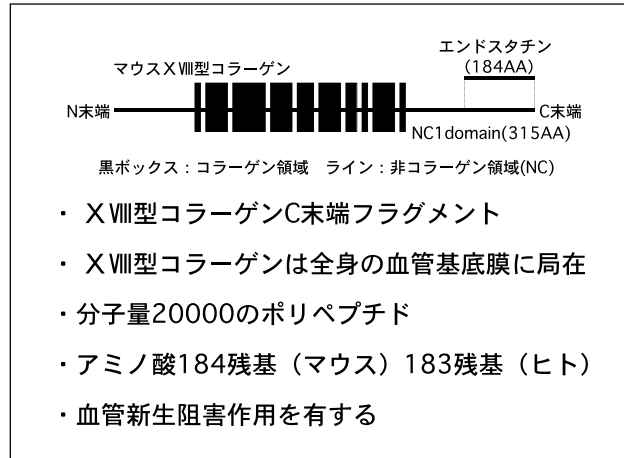 エンドスタチン
(184AA)
マウスⅩⅧ型コラーゲン
N末端
C末端
NC1domain(315AA)
黒ボックス：コラーゲン領域　ライン：非コラーゲン領域(NC)
・ ⅩⅧ型コラーゲンC末端フラグメント
・ ⅩⅧ型コラーゲンは全身の血管基底膜に局在
・分子量20000のポリペプチド
・アミノ酸184残基（マウス）183残基（ヒト）
・血管新生阻害作用を有する